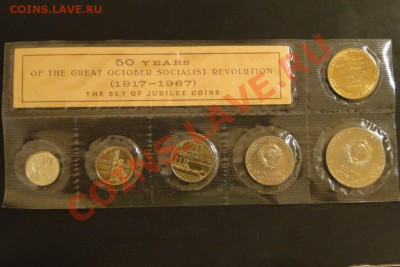 COINS.LAVE.RU
50 YEARS
OF THE GREAT OCTOBER SOCIALIST REVOLUTION
(1917-1967)
THE SET OF JUBILEE COINS
COINS.LAVE.RU